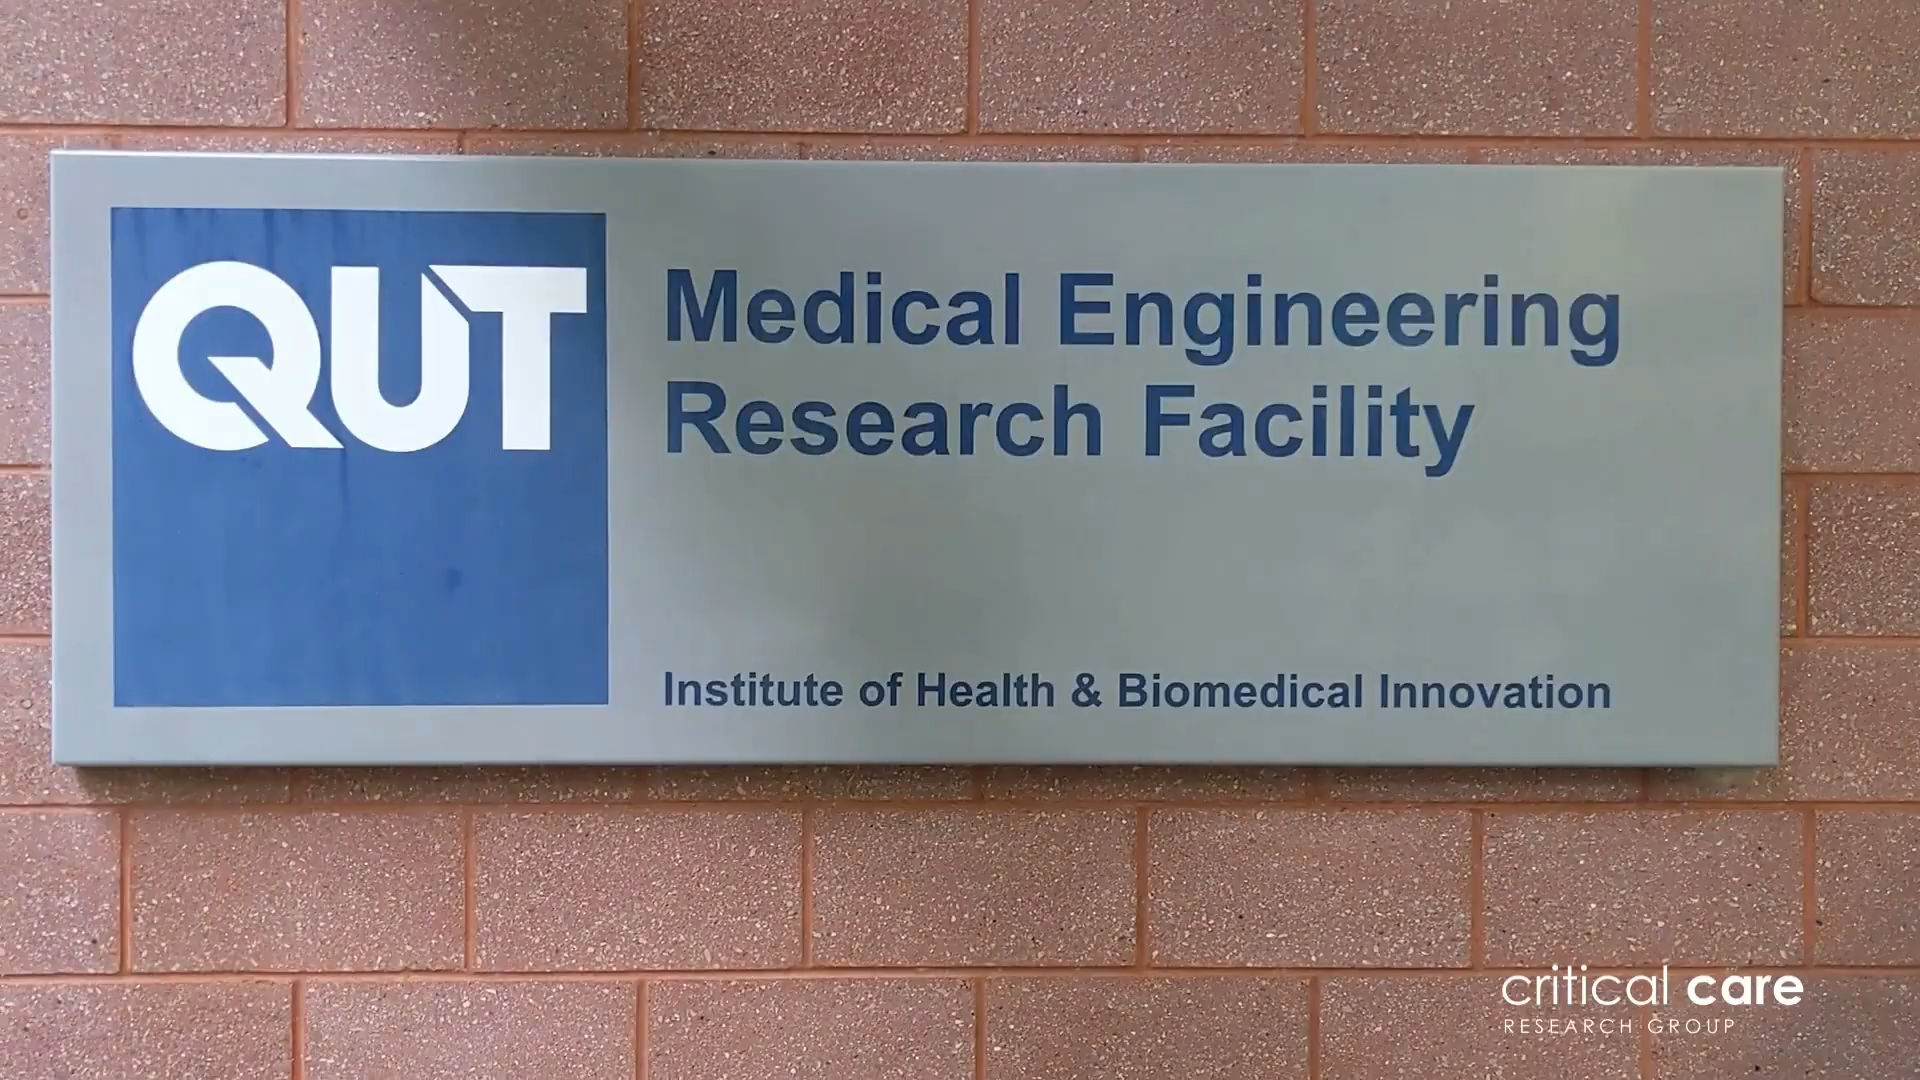 QUT
Medical Engineering
Research Facility
Institute of Health & Biomedical Innovation
critical care
RESEARCH GROUP